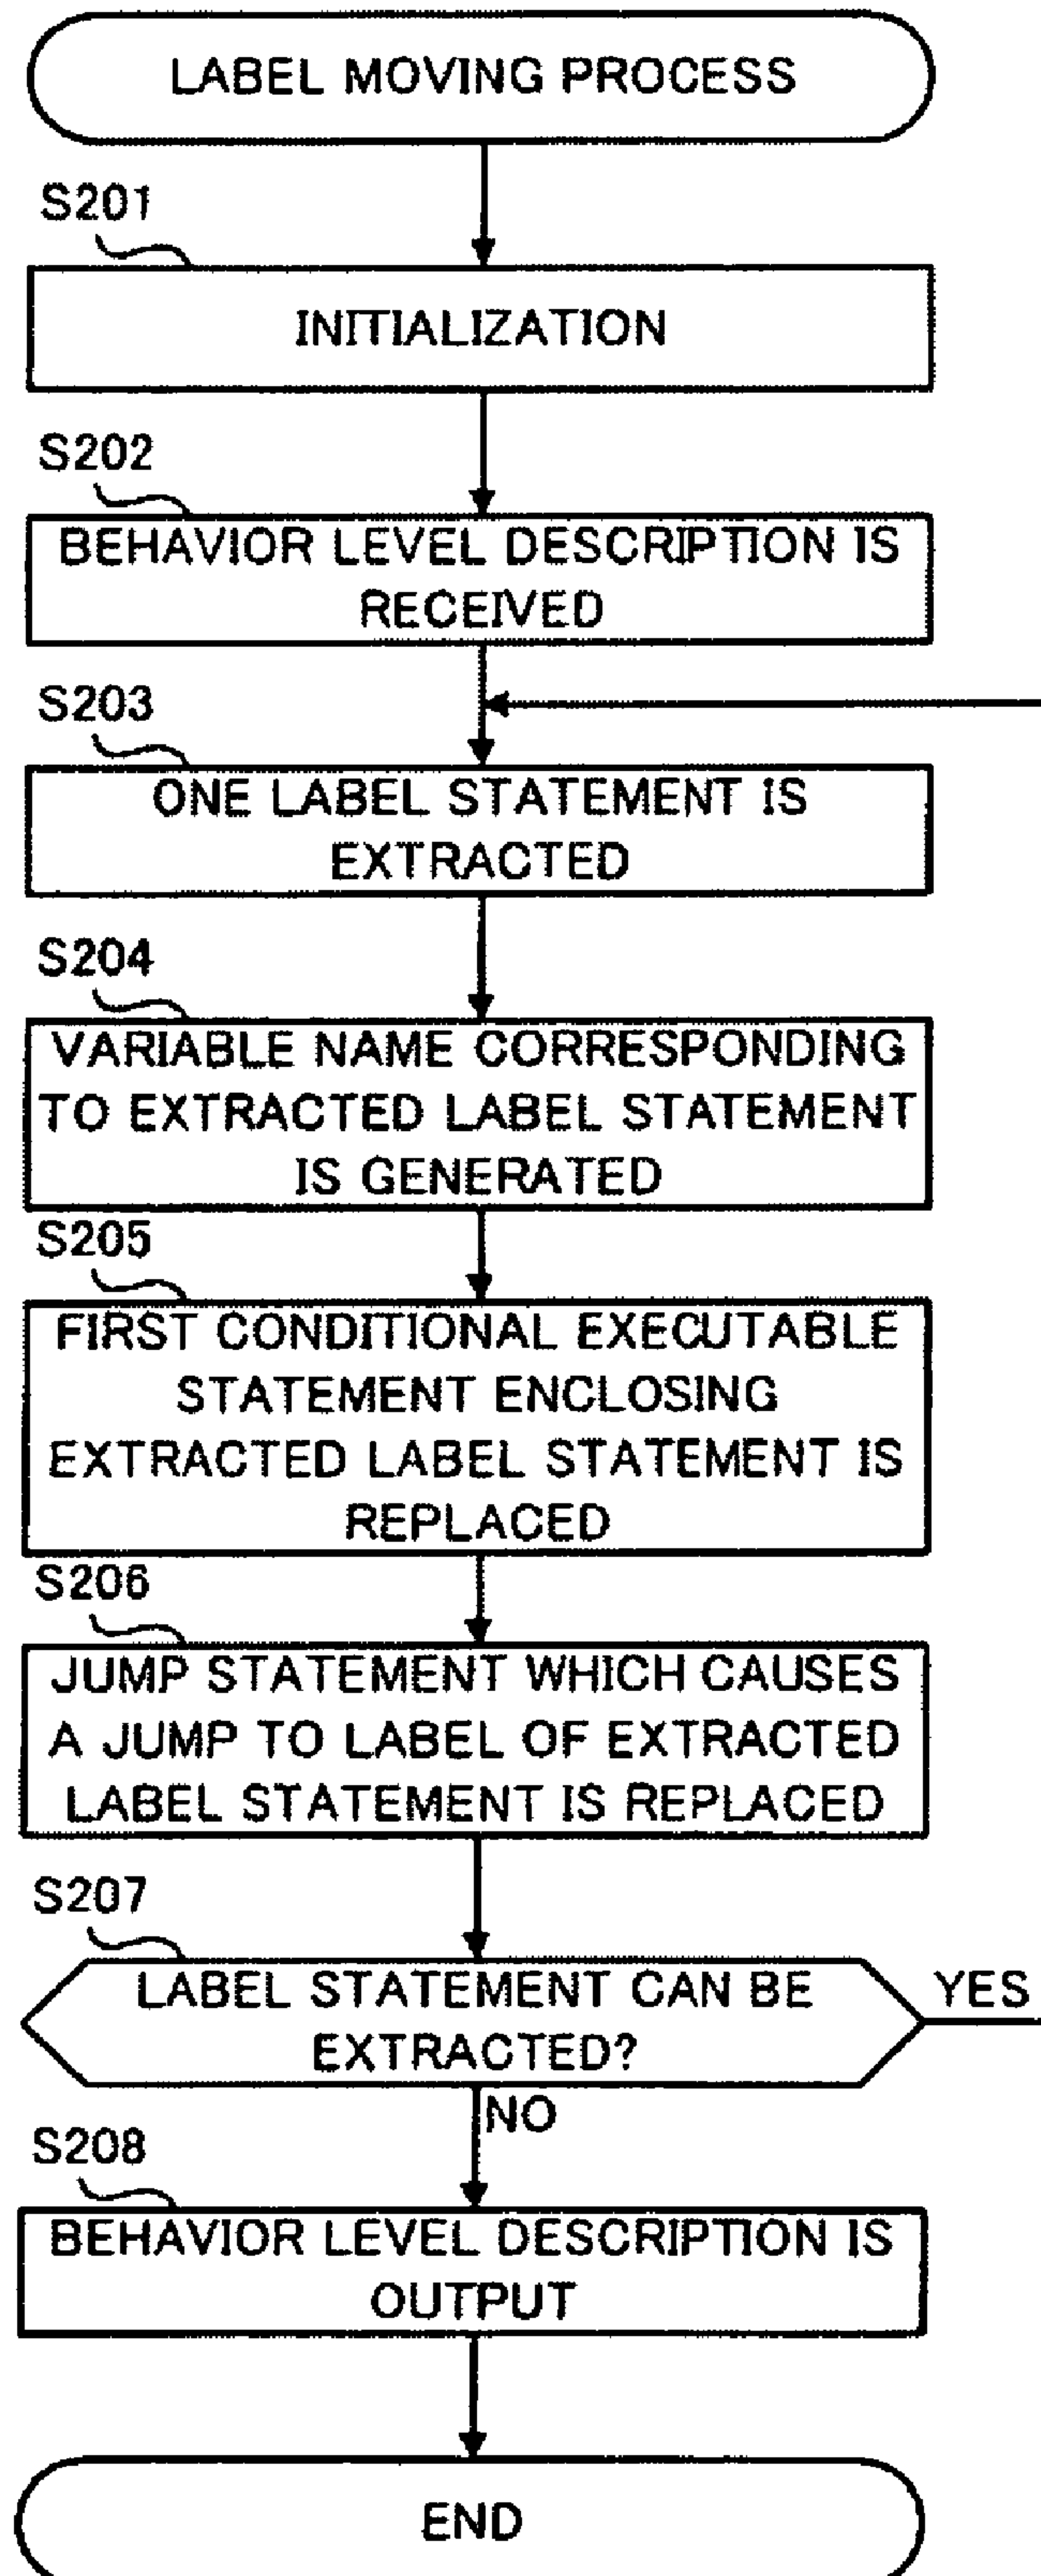 LABEL MOVING PROCESS
S201
INITIALIZATION
S202
BEHAVIOR LEVEL DESCRIPTION IS
RECEIVED
S203
ONE LABEL STATEMENT IS
EXTRACTED
S204
VARIABLE NAME CORRESPONDING
TO EXTRACTED LABEL STATEMENT
IS GENERATED
S205
FIRST CONDITIONAL EXECUTABLE
STATEMENT ENCLOSING
EXTRACTED LABEL STATEMENT IS
REPLACED
S206
JUMP STATEMENT WHICH CAUSES
A JUMP TO LABEL OF EXTRACTED
LABEL STATEMENT IS REPLACED
S207
LABEL STATEMENT CAN BE
EXTRACTED?
YES
NO
S208
BEHAVIOR LEVEL DESCRIPTION IS
OUTPUT
END